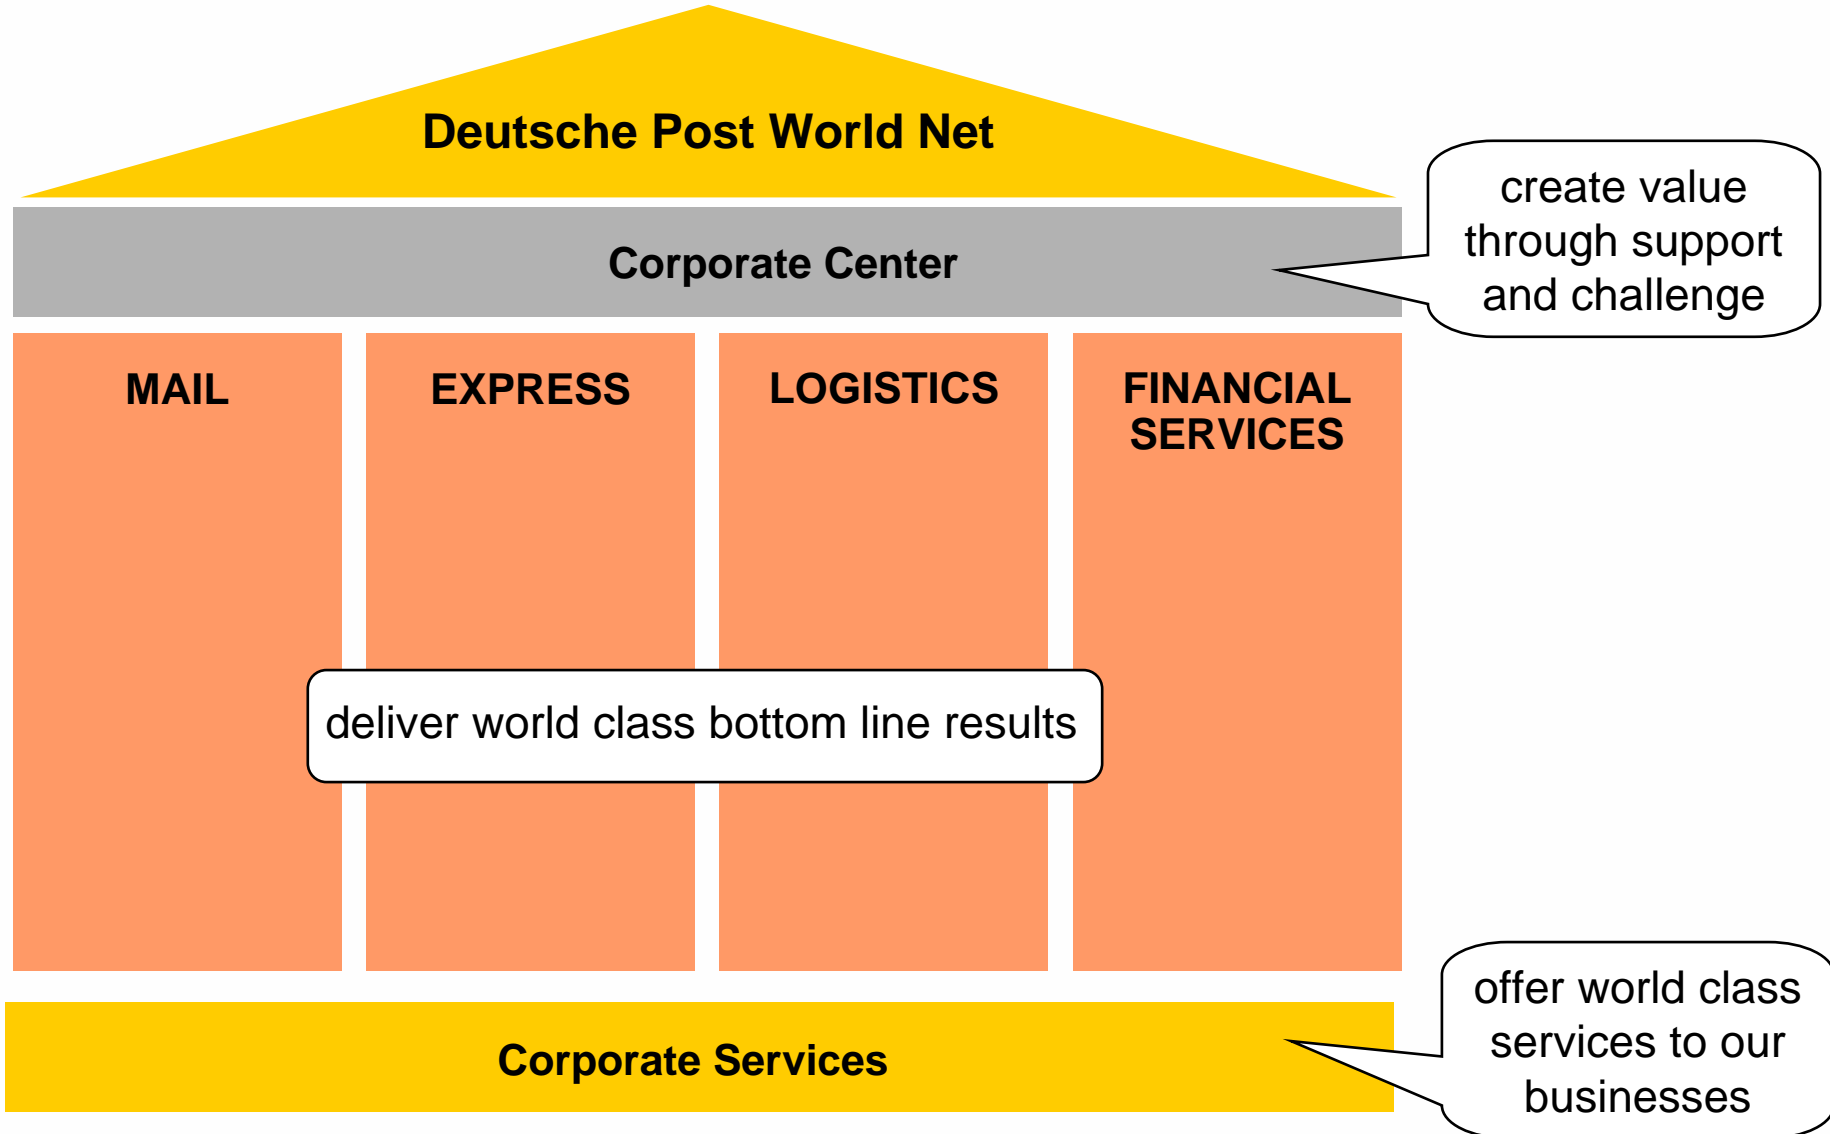 Deutsche Post World Net
create value
through support
and challenge
Corporate Center
MAIL
EXPRESS
LOGISTICS
FINANCIAL
SERVICES
deliver world class bottom line results
offer world class
services to our
businesses
Corporate Services